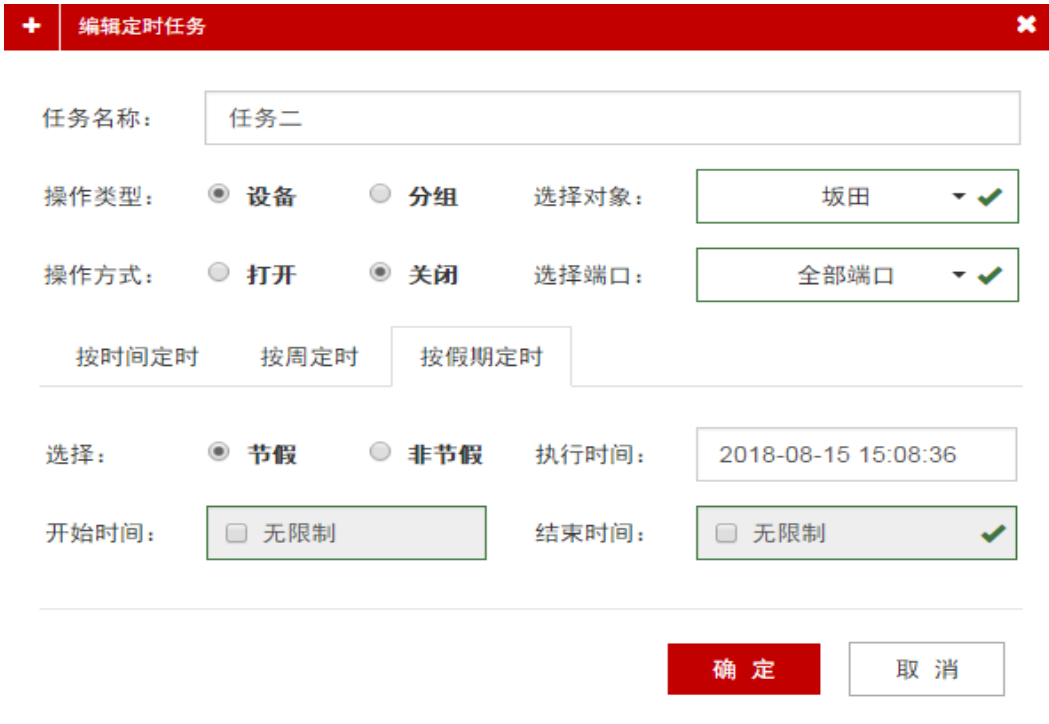 编辑定时任务
任务名称： 任务二
操作类型： 设备 分组 选择对象： 坂田
操作方式： 打开 关闭 选择端口： 全部端口
按时间定时 按周定时 按假期定时
选择： 节假 非节假 执行时间： 2018-08-15 15:08:36
开始时间： 无限制 结束时间： 无限制
确 定 取 消